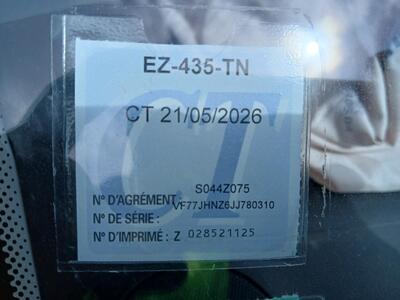 EZ-435-TN
CT 21/05/2026
CT
S044Z075
N° D'AGRÉMENT
VF77JHNZ6JJ780310
N° DE SÉRIE :
N° D'IMPRIMÉ : Z 028521125